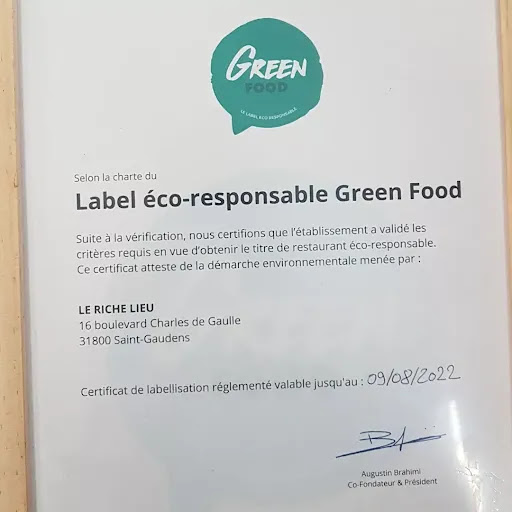 GREEN
FOOD
LE LABEL ÉCO RESPONSABLE
Selon la charte du
Label éco-responsable Green Food
Suite à la vérification, nous certifions que l'établissement a validé les
critères requis en vue d'obtenir le titre de restaurant éco-responsable.
Ce certificat atteste de la démarche environnementale menée par :
LE RICHE LIEU
16 boulevard Charles de Gaulle
31800 Saint-Gaudens
Certificat de labellisation réglementé valable jusqu'au : 09/08/2022
Augustin Brahimi
Co-Fondateur & Président